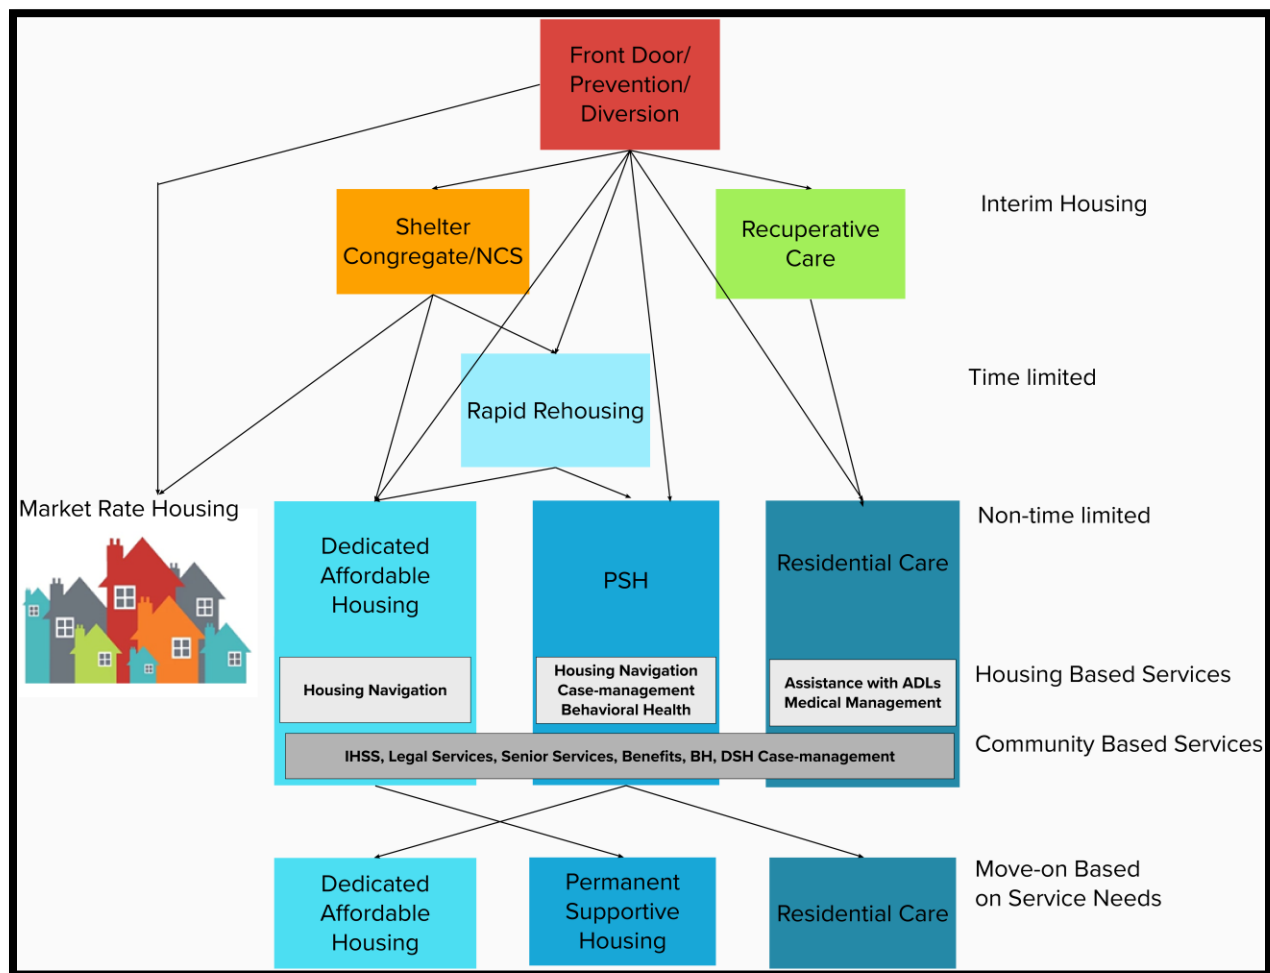 Front Door/
Prevention/
Diversion
Shelter
Congregate/NCS
Recuperative
Care
Interim Housing
Rapid Rehousing
Time limited
Market Rate Housing
Dedicated
Affordable
Housing
PSH
Residential Care
Non-time limited
Housing Navigation
Housing Navigation
Case-management
Behavioral Health
Assistance with ADLs
Medical Management
Housing Based Services
IHSS, Legal Services, Senior Services, Benefits, BH, DSH Case-management
Community Based Services
Dedicated
Affordable
Housing
Permanent
Supportive
Housing
Residential Care
Move-on Based
on Service Needs